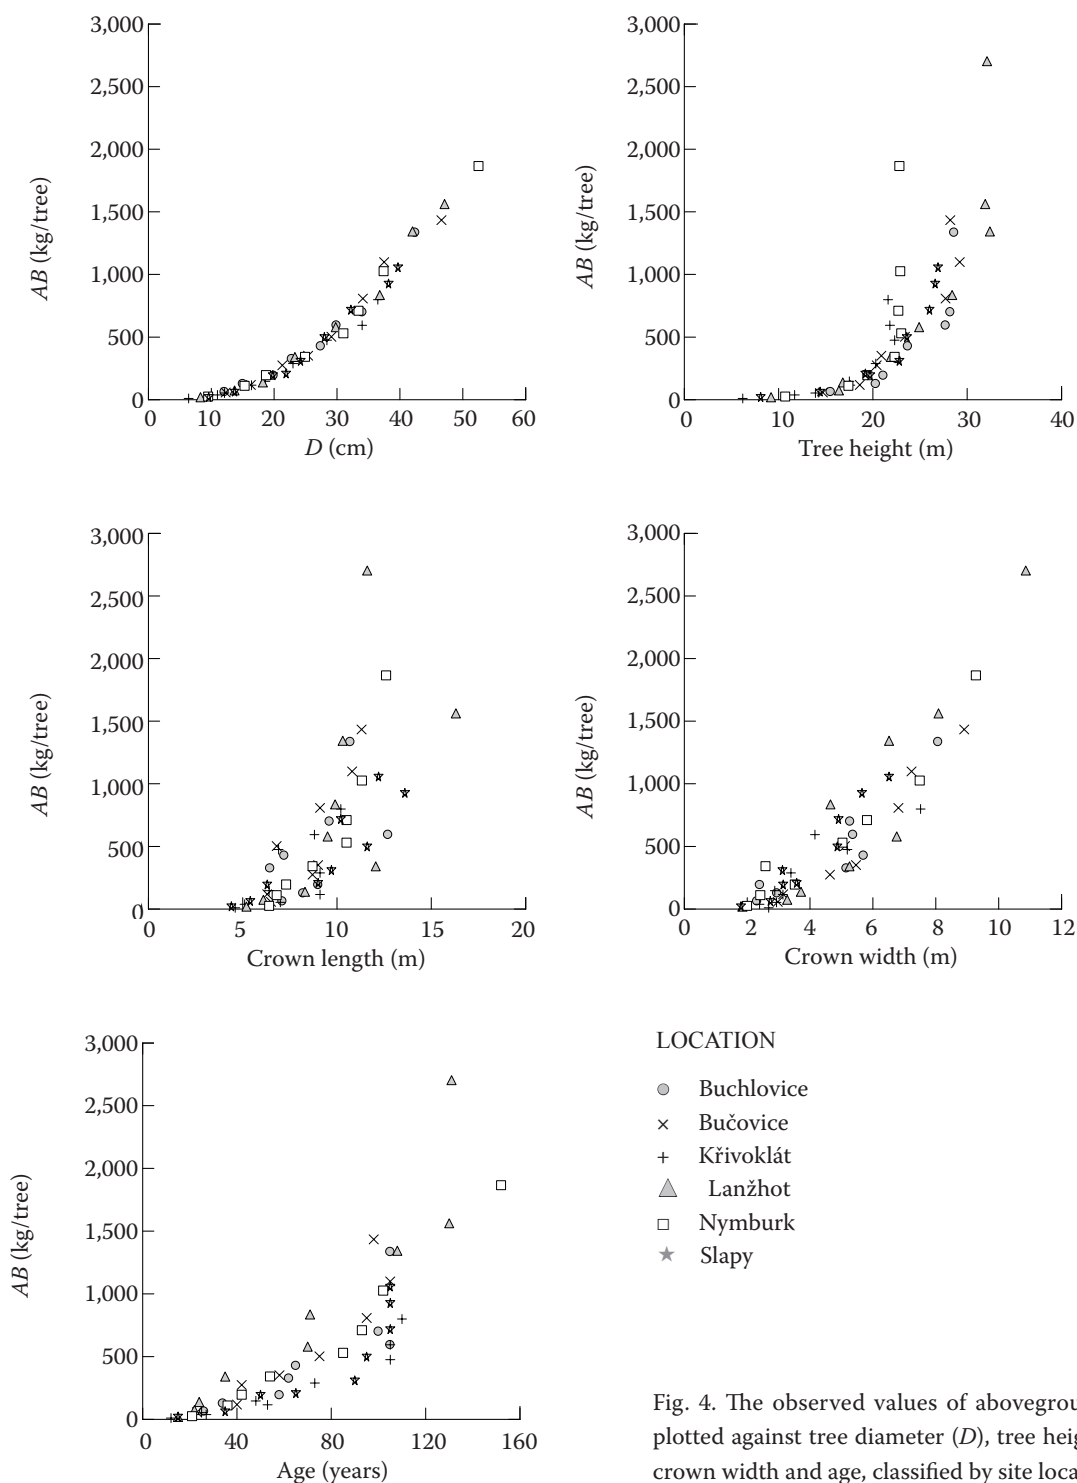 3,000
2,500
2,000
1,500
1,000
500
0
AB (kg/tree)
0 10 20 30 40 50 60
D (cm)
3,000
2,500
2,000
1,500
1,000
500
0
AB (kg/tree)
0 10 20 30 40
Tree height (m)
3,000
2,500
2,000
1,500
1,000
500
0
AB (kg/tree)
0 5 10 15 20
Crown length (m)
3,000
2,500
2,000
1,500
1,000
500
0
AB (kg/tree)
0 2 4 6 8 10 12
Crown width (m)
3,000
2,500
2,000
1,500
1,000
500
0
AB (kg/tree)
0 40 80 120 160
Age (years)
LOCATION
Buchlovice
Bučovice
Křivoklát
Lanžhot
Nymburk
Slapy
Fig. 4. The observed values of abovegrou
plotted against tree diameter (D), tree heig
crown width and age, classified by site loca